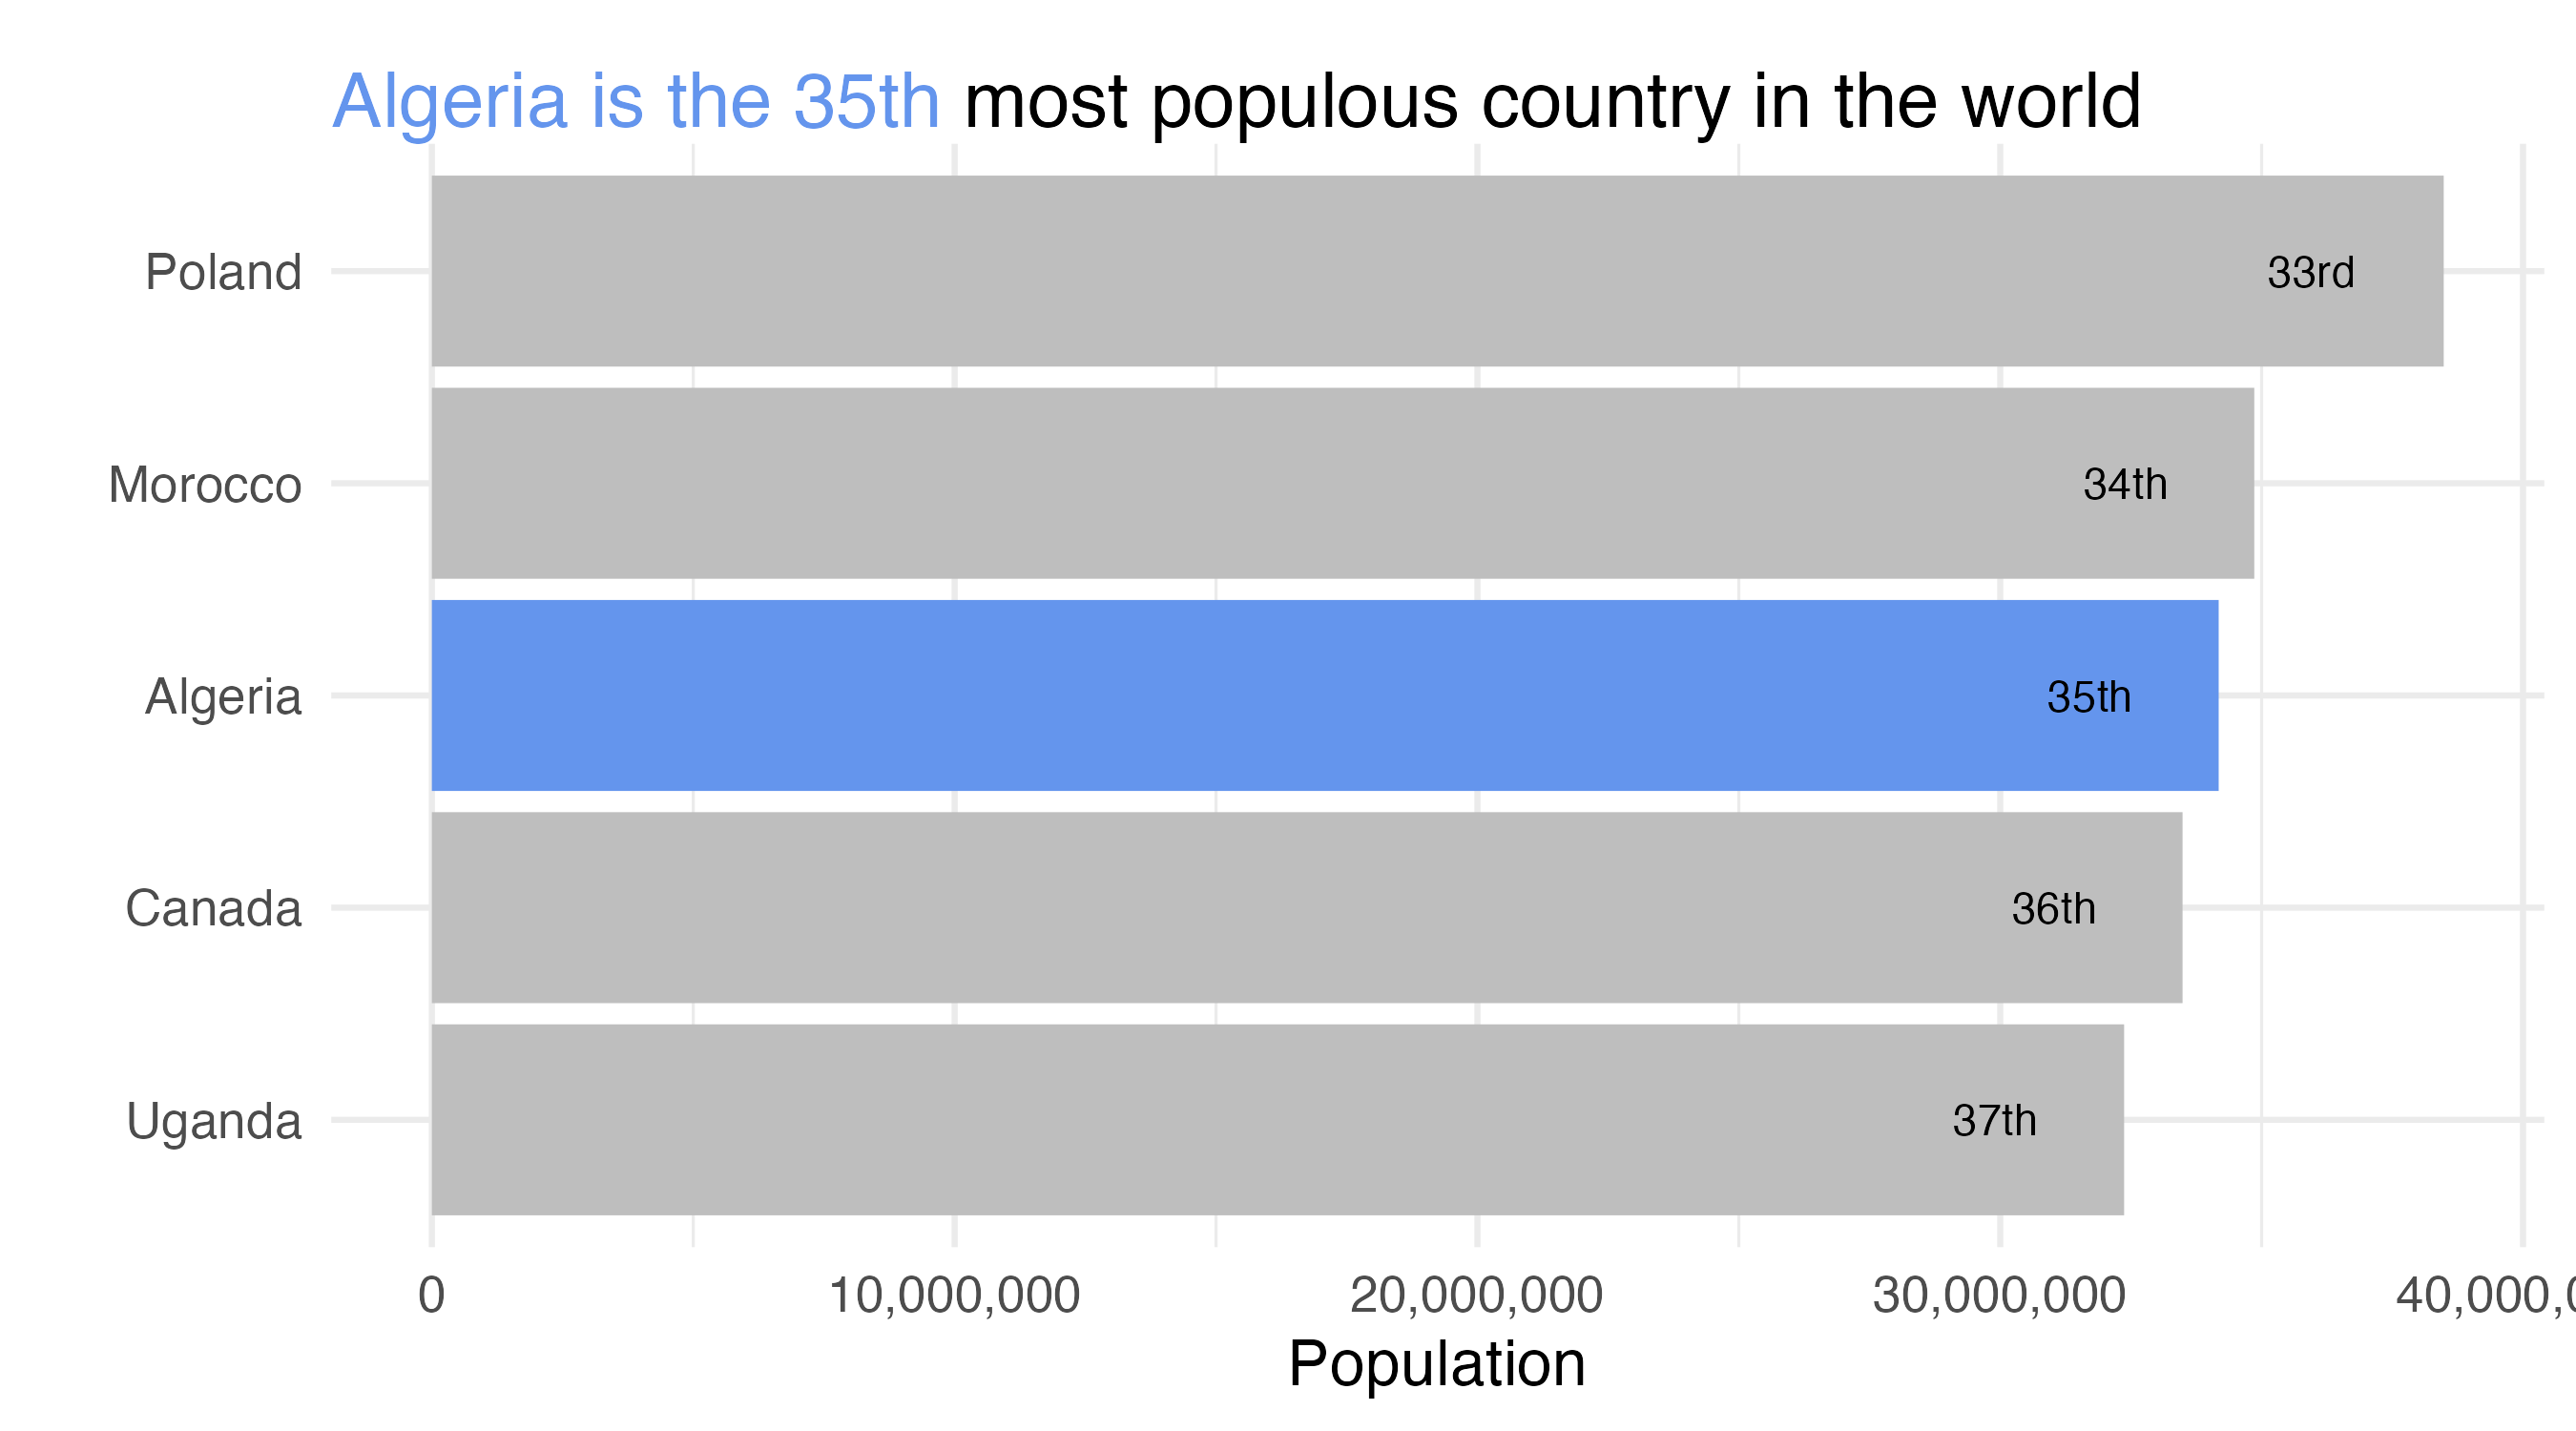 Algeria is the 35th most populous country in the world
Poland 33rd
Morocco 34th
Algeria 35th
Canada 36th
Uganda 37th
0 10,000,000 20,000,000 30,000,000
Population